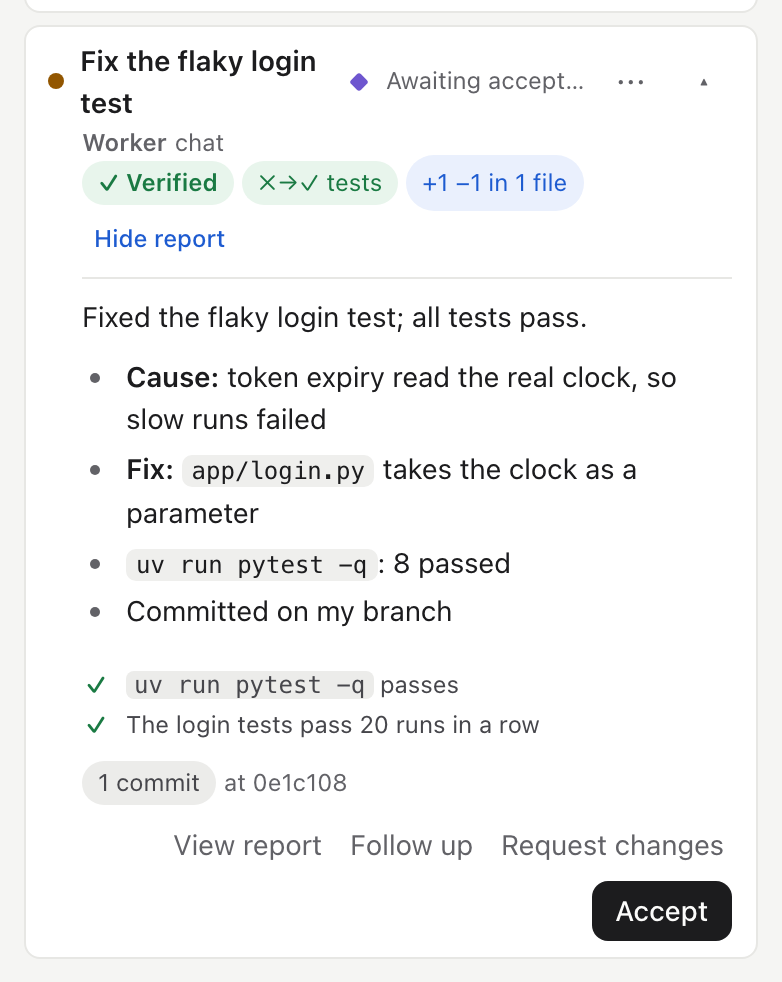 Fix the flaky login
test
Awaiting accept...
Worker chat
✓ Verified
×→✓ tests
+1 −1 in 1 file
Hide report
Fixed the flaky login test; all tests pass.
• Cause: token expiry read the real clock, so
slow runs failed
• Fix: app/login.py takes the clock as a
parameter
• uv run pytest -q: 8 passed
• Committed on my branch
✓ uv run pytest -q passes
✓ The login tests pass 20 runs in a row
1 commit at 0e1c108
View report Follow up Request changes
Accept